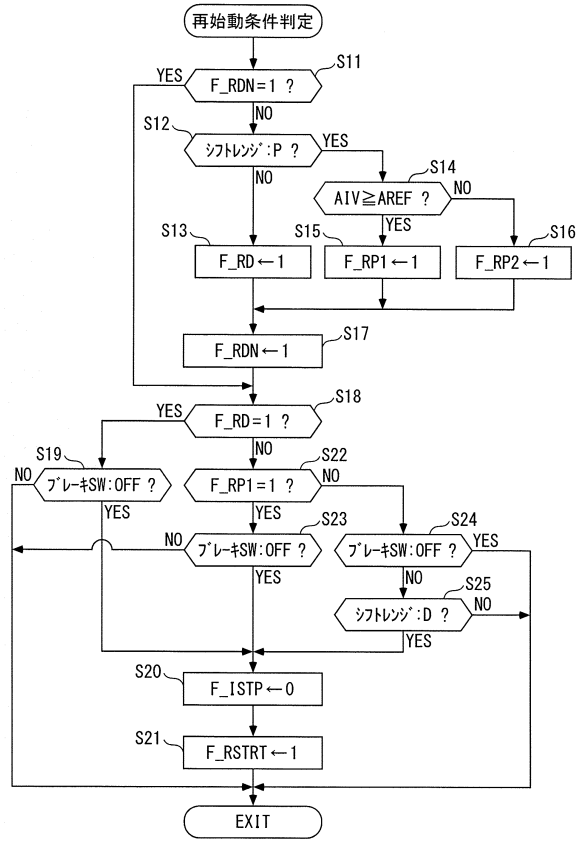 再始動条件判定
S11
YES
F_RDN=1 ?
NO
S12
YES
ｼﾌﾄﾚﾝｼﾞ:P ?
NO
S14
AIV≧AREF ?
NO
YES
S13
S15
S16
F_RD←1
F_RP1←1
F_RP2←1
S17
F_RDN←1
S18
YES
F_RD=1 ?
NO
S19
S22
NO
ﾌﾞﾚｰｷSW:OFF ?
YES
F_RP1=1 ?
NO
YES
S23
S24
NO
ﾌﾞﾚｰｷSW:OFF ?
YES
ﾌﾞﾚｰｷSW:OFF ?
YES
NO
S25
ｼﾌﾄﾚﾝｼﾞ:D ?
NO
YES
S20
F_ISTP←0
S21
F_RSTRT←1
EXIT